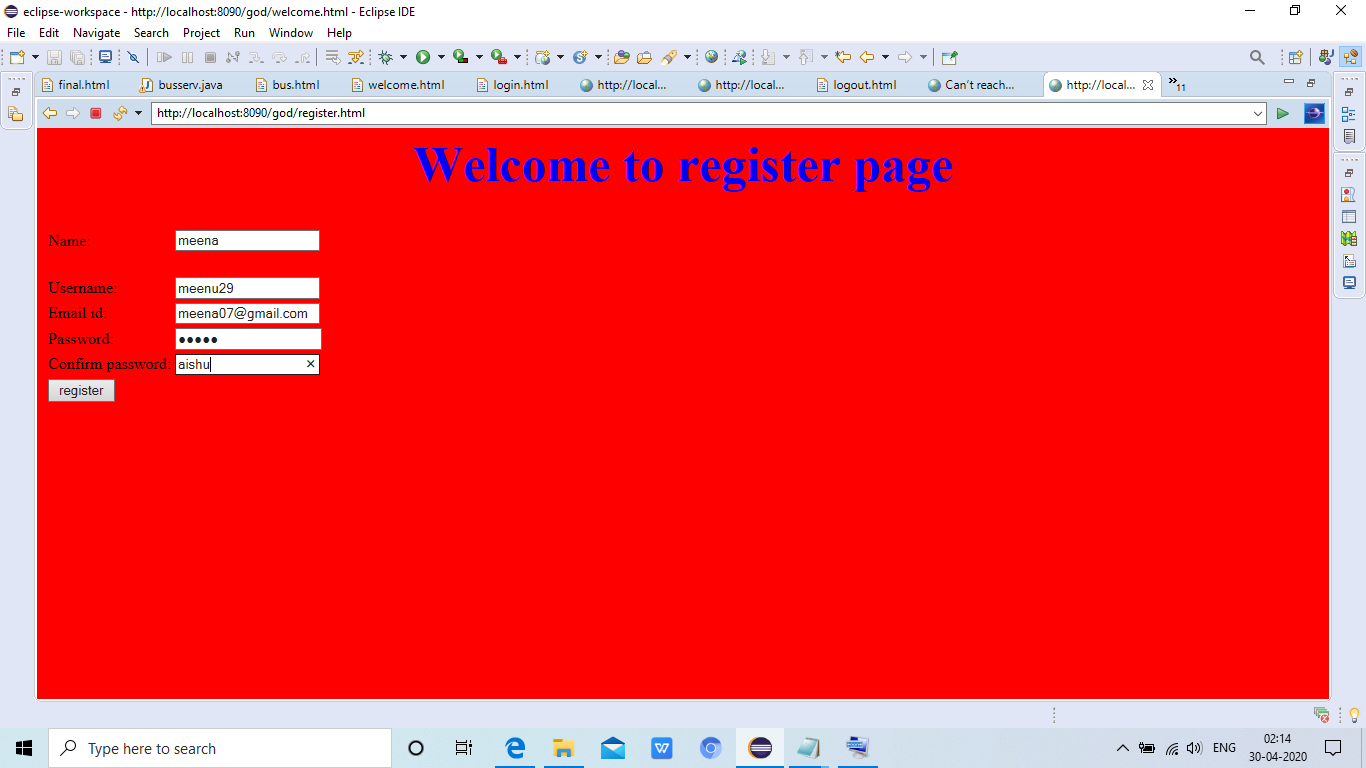 eclipse-workspace - http://localhost:8090/god/welcome.html - Eclipse IDE
File Edit Navigate Search Project Run Window Help
final.html busserv.java bus.html welcome.html login.html http://local... http://local... logout.html Can't reach... http://local... »11
http://localhost:8090/god/register.html
Welcome to register page
Name: meena
Username: meenu29
Email id: meena07@gmail.com
Password: ●●●●●
Confirm password: aishu
register
Type here to search
ENG
02:14
30-04-2020